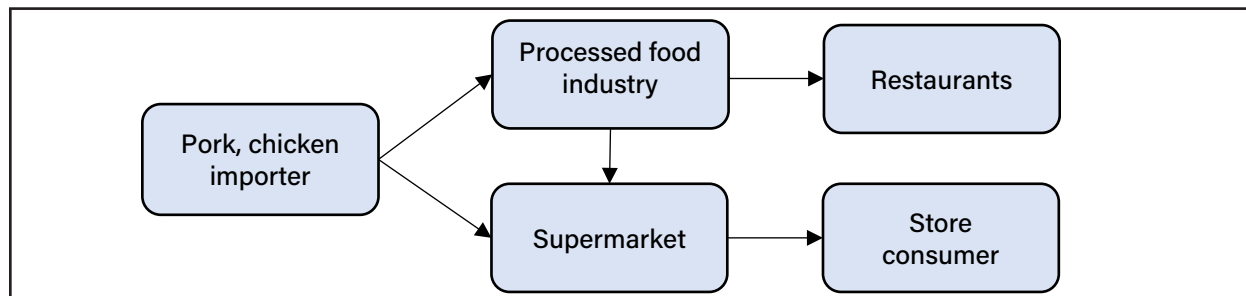 Processed food
industry
Restaurants
Pork, chicken
importer
Supermarket
Store
consumer